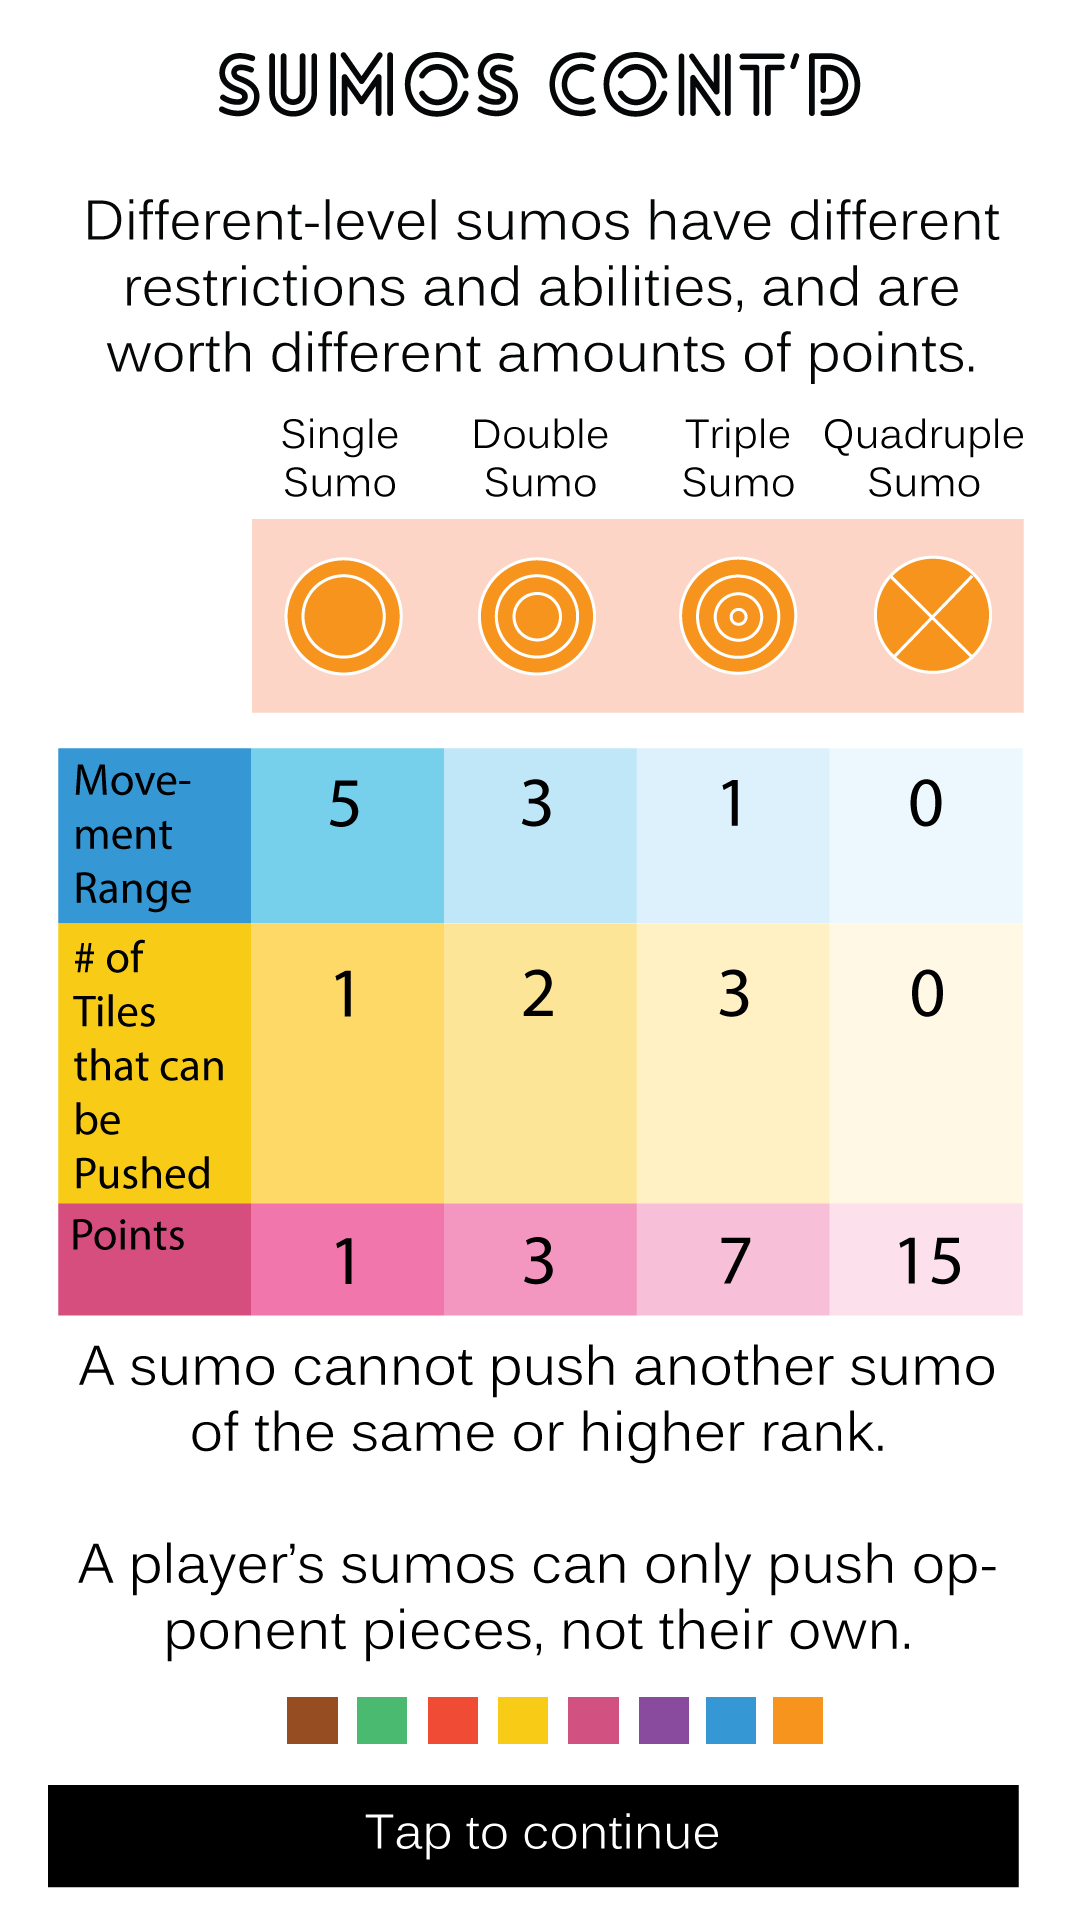 SUMOS CONT'D
Different-level sumos have different
restrictions and abilities, and are
worth different amounts of points.
Single Sumo
Double Sumo
Triple Sumo
Quadruple Sumo
Move-
ment
Range
5 3 1 0
# of
Tiles
that can
be
Pushed
1 2 3 0
Points
1 3 7 15
A sumo cannot push another sumo
of the same or higher rank.
A player’s sumos can only push op-
ponent pieces, not their own.
Tap to continue